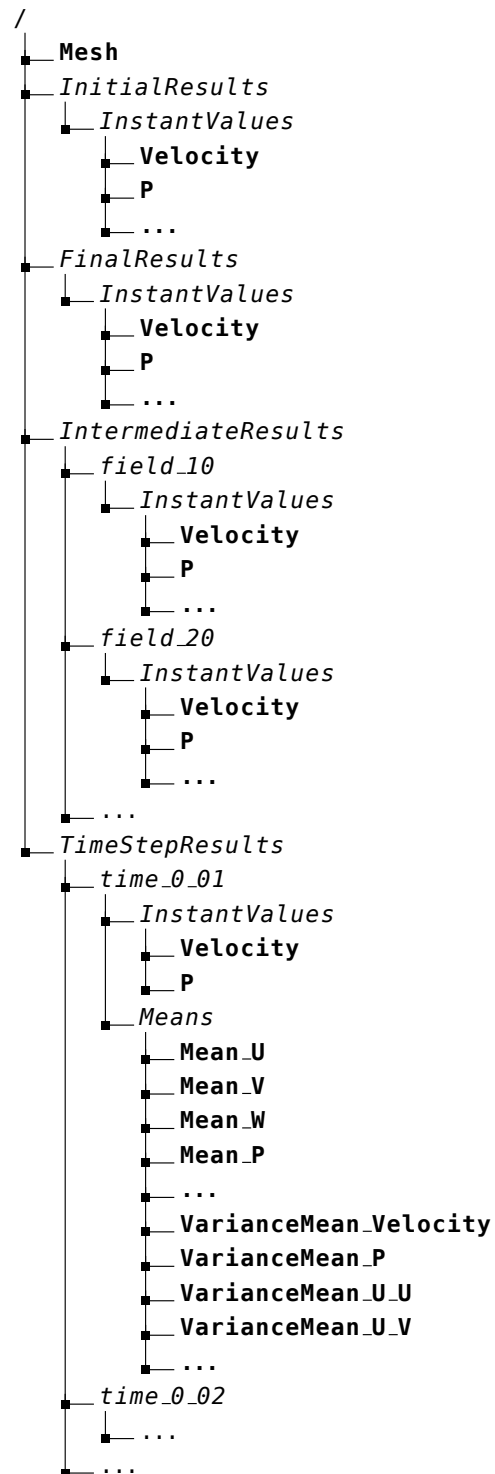 /
Mesh
InitialResults
InstantValues
Velocity
P
...
FinalResults
InstantValues
Velocity
P
...
IntermediateResults
field_10
InstantValues
Velocity
P
...
field_20
InstantValues
Velocity
P
...
...
TimeStepResults
time_0_01
InstantValues
Velocity
P
Means
Mean_U
Mean_V
Mean_W
Mean_P
...
VarianceMean_Velocity
VarianceMean_P
VarianceMean_U_U
VarianceMean_U_V
...
time_0_02
...
...